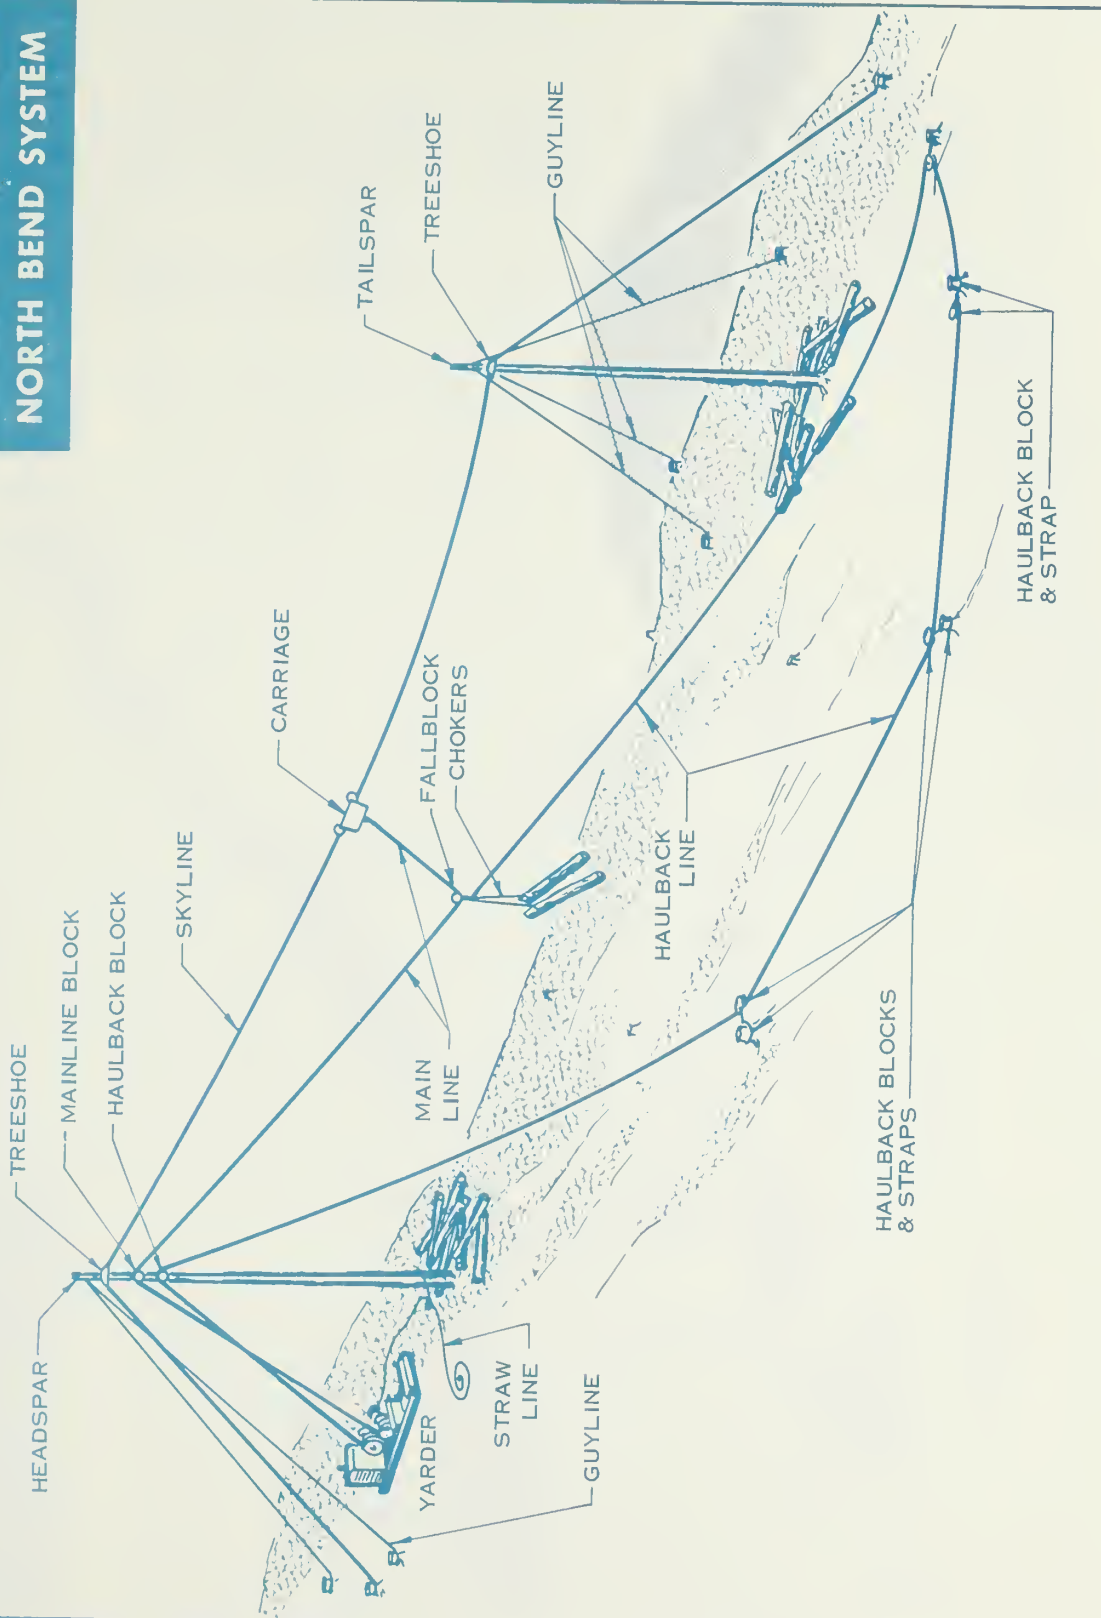 NORTH BEND SYSTEM
HEADSPAR
TREESHOE
MAINLINE BLOCK
HAULBACK BLOCK
SKYLINE
CARRIAGE
TAILSPAR
TREESHOE
GUYLINE
FALLBLOCK
CHOKERS
MAIN
LINE
YARDER
STRAW
LINE
GUYLINE
HAULBACK
LINE
HAULBACK BLOCKS
& STRAPS
HAULBACK BLOCK
& STRAP